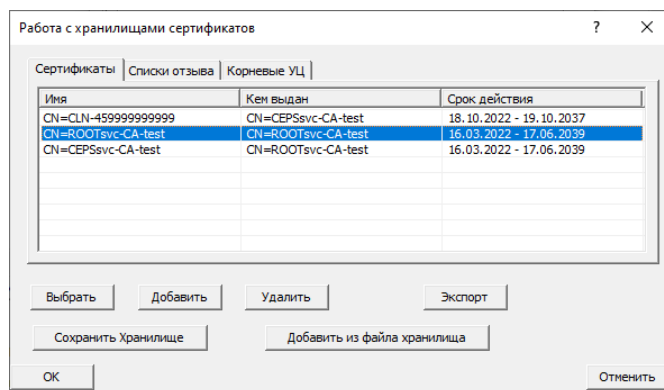 Работа с хранилищами сертификатов ? ×
Сертификаты Списки отзыва Корневые УЦ
Имя Кем выдан Срок действия
CN=CLN-459999999999 CN=CEPSsvc-CA-test 18.10.2022 - 19.10.2037
CN=ROOTsvc-CA-test CN=ROOTsvc-CA-test 16.03.2022 - 17.06.2039
CN=CEPSsvc-CA-test CN=ROOTsvc-CA-test 16.03.2022 - 17.06.2039
Выбрать Добавить Удалить Экспорт
Сохранить Хранилище Добавить из файла хранилища
ОК Отменить